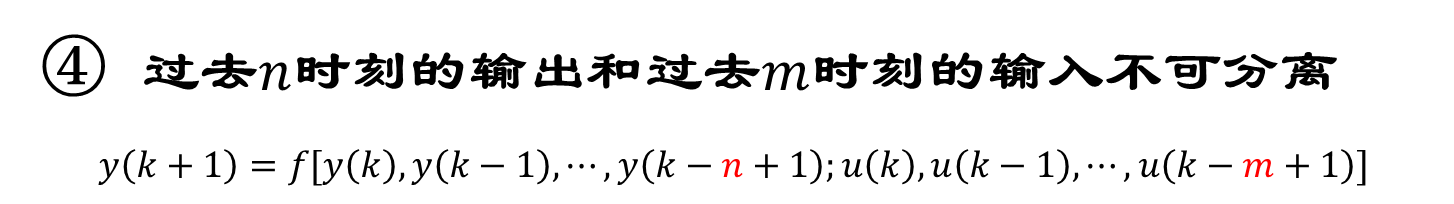 ④ 过去n时刻的输出和过去m时刻的输入不可分离
y(k + 1) = f[y(k), y(k − 1), ⋯, y(k − n + 1); u(k), u(k − 1), ⋯, u(k − m + 1)]